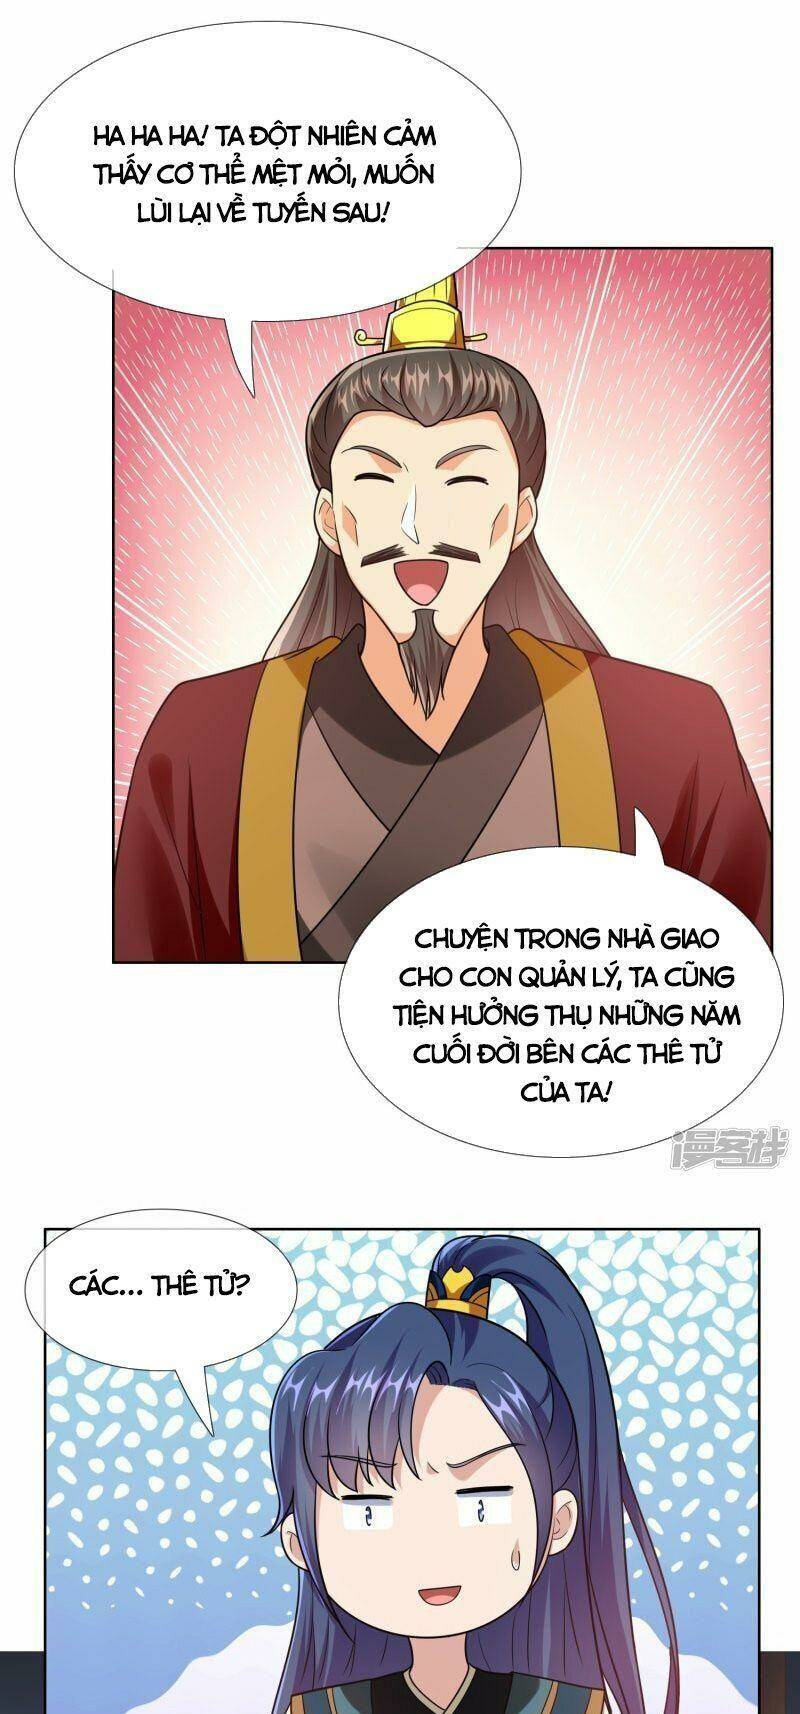 HA HA HA! TA ĐỘT NHIÊN CẢM
THẤY CƠ THỂ MỆT MỎI, MUỐN
LÙI LẠI VỀ TUYẾN SAU!
CHUYỆN TRONG NHÀ GIAO
CHO CON QUẢN LÝ, TA CŨNG
TIỆN HƯỞNG THỤ NHỮNG NĂM
CUỐI ĐỜI BÊN CÁC THÊ TỬ
CỦA TA!
漫客栈
CÁC... THÊ TỬ?